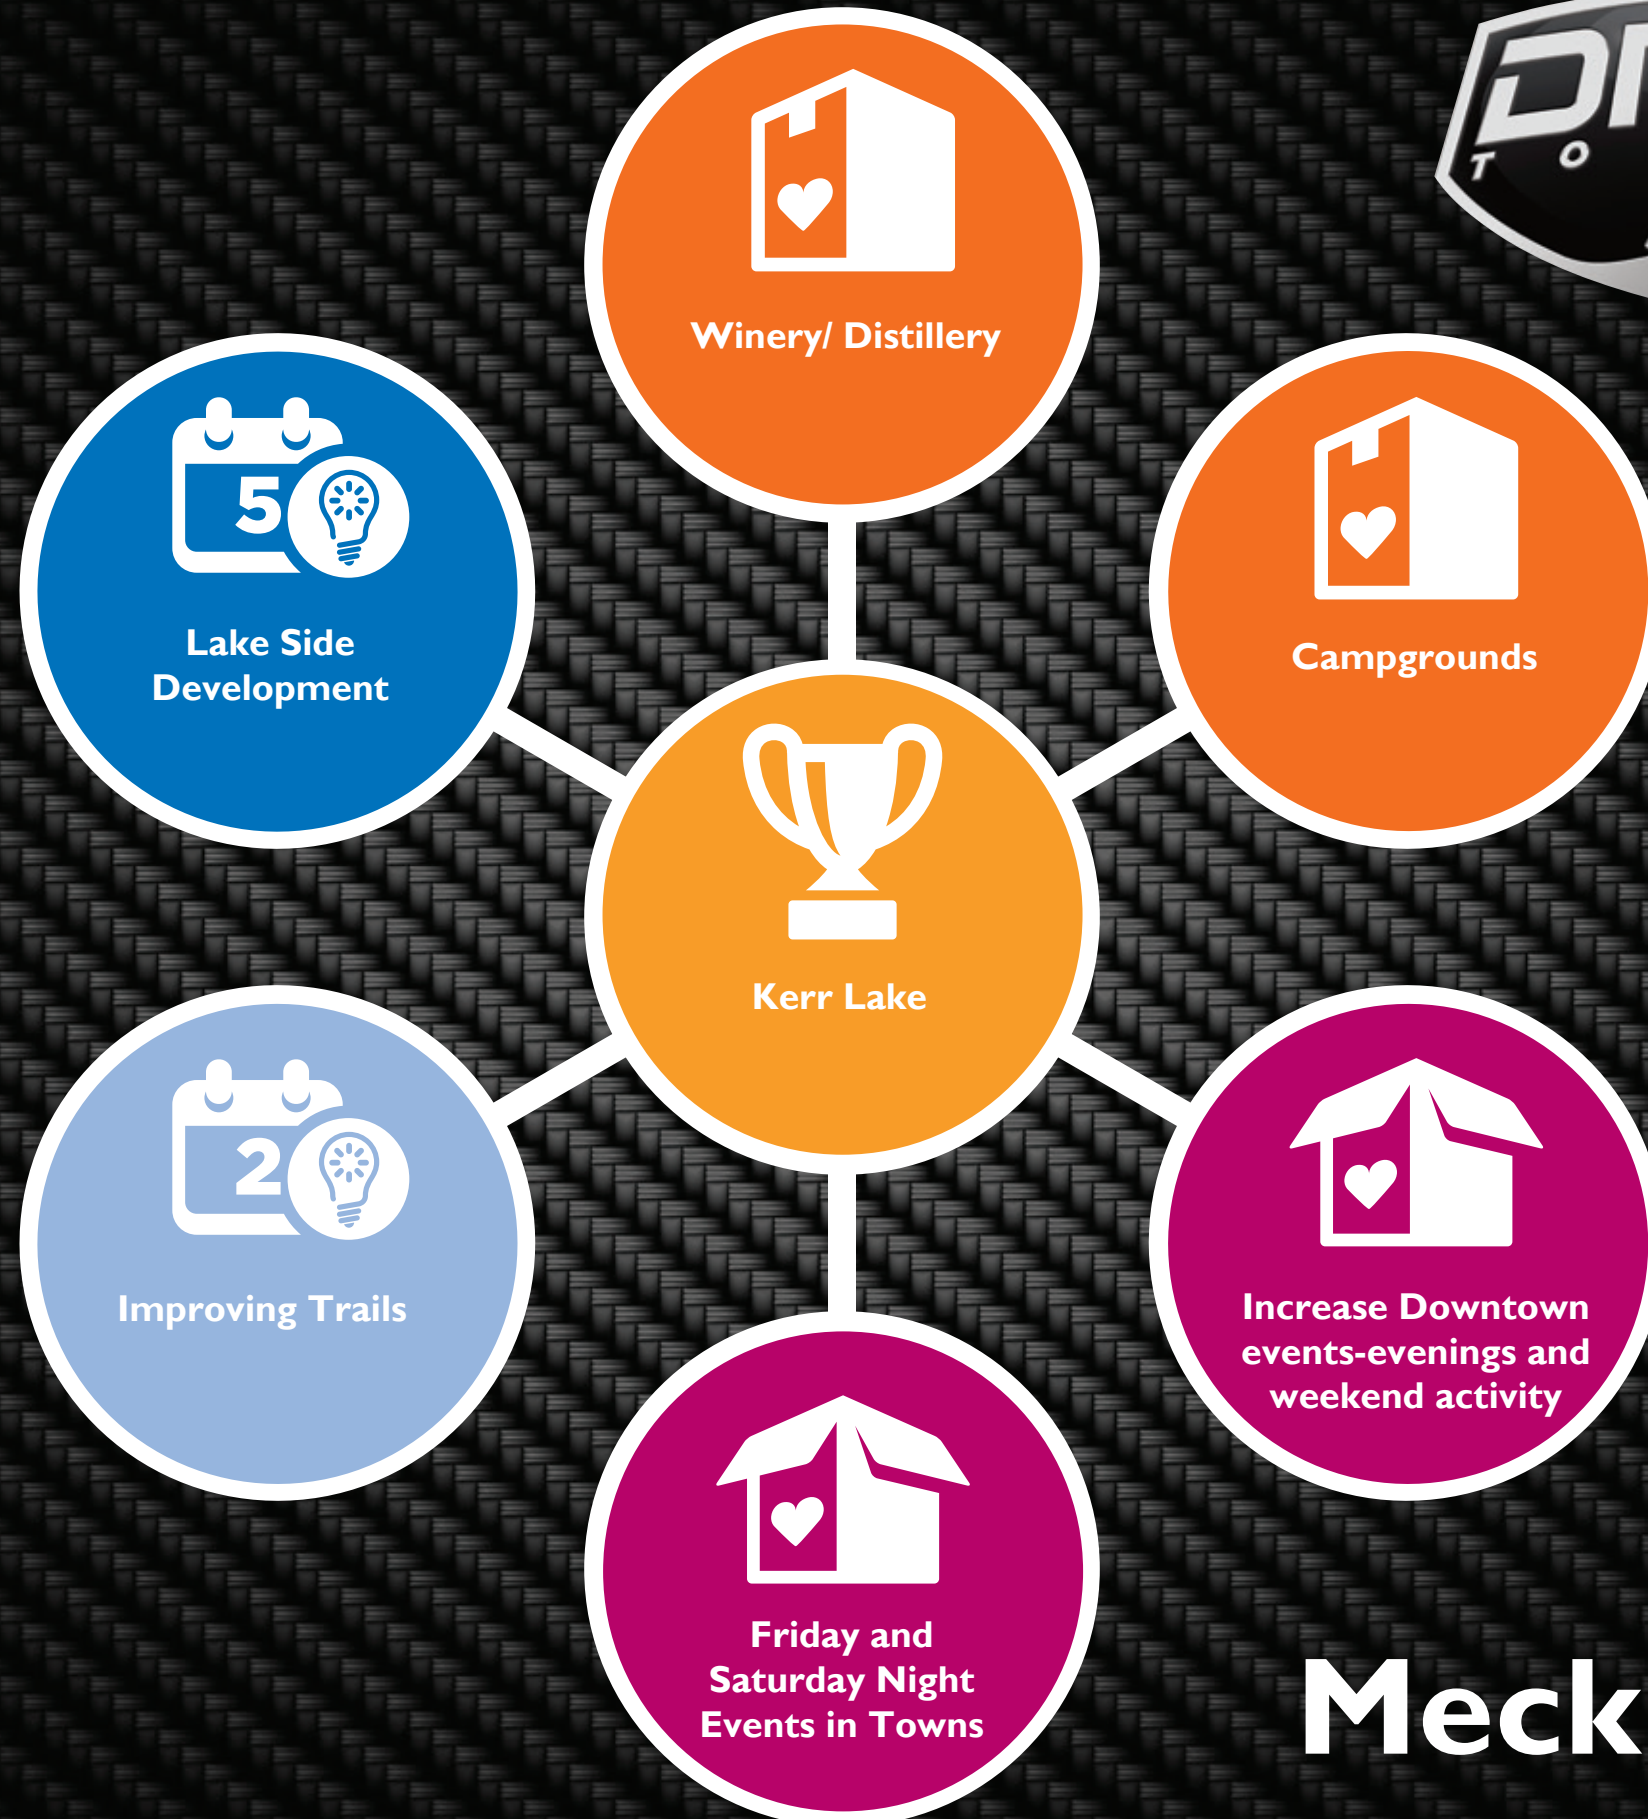 Winery/ Distillery
5
Lake Side
Development
Campgrounds
Kerr Lake
2
Improving Trails
Increase Downtown
events-evenings and
weekend activity
Friday and
Saturday Night
Events in Towns
Meck